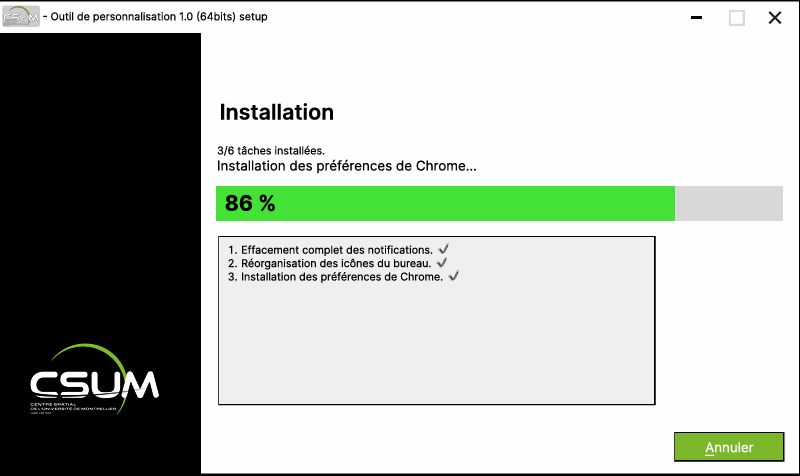 CSUM - Outil de personnalisation 1.0 (64bits) setup
Installation
3/6 tâches installées.
Installation des préférences de Chrome...
86 %
1. Effacement complet des notifications. ✓
2. Réorganisation des icônes du bureau. ✓
3. Installation des préférences de Chrome. ✓
CSUM
CENTRE SPATIAL
DE L'UNIVERSITÉ DE MONTPELLIER
Annuler